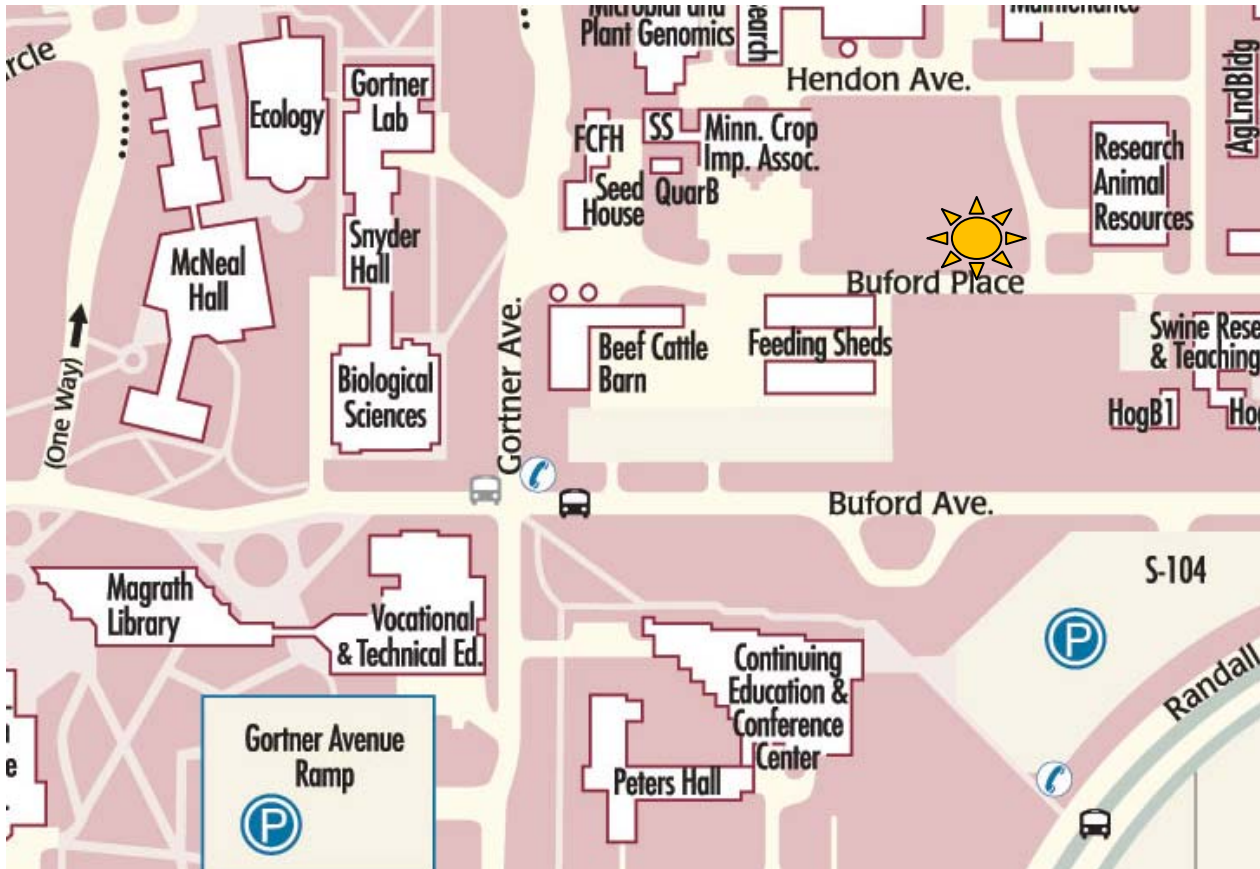 Microbial and
Plant Genomics
Maintenance
Hendon Ave.
Ecology
Gortner
Lab
FCFH
SS
Minn. Crop
Imp. Assoc.
AgLndBldg
Research
Animal
Resources
Seed
House
QuarB
Snyder
Hall
McNeal
Hall
Buford Place
(One Way)
Gortner Ave.
Beef Cattle
Barn
Feeding Sheds
Swine Rese
& Teaching
Biological
Sciences
HogB1
Hog
Buford Ave.
S-104
Magrath
Library
Vocational
& Technical Ed.
Continuing
Education &
Conference
Center
Randall
Gortner Avenue
Ramp
P
P
Peters Hall